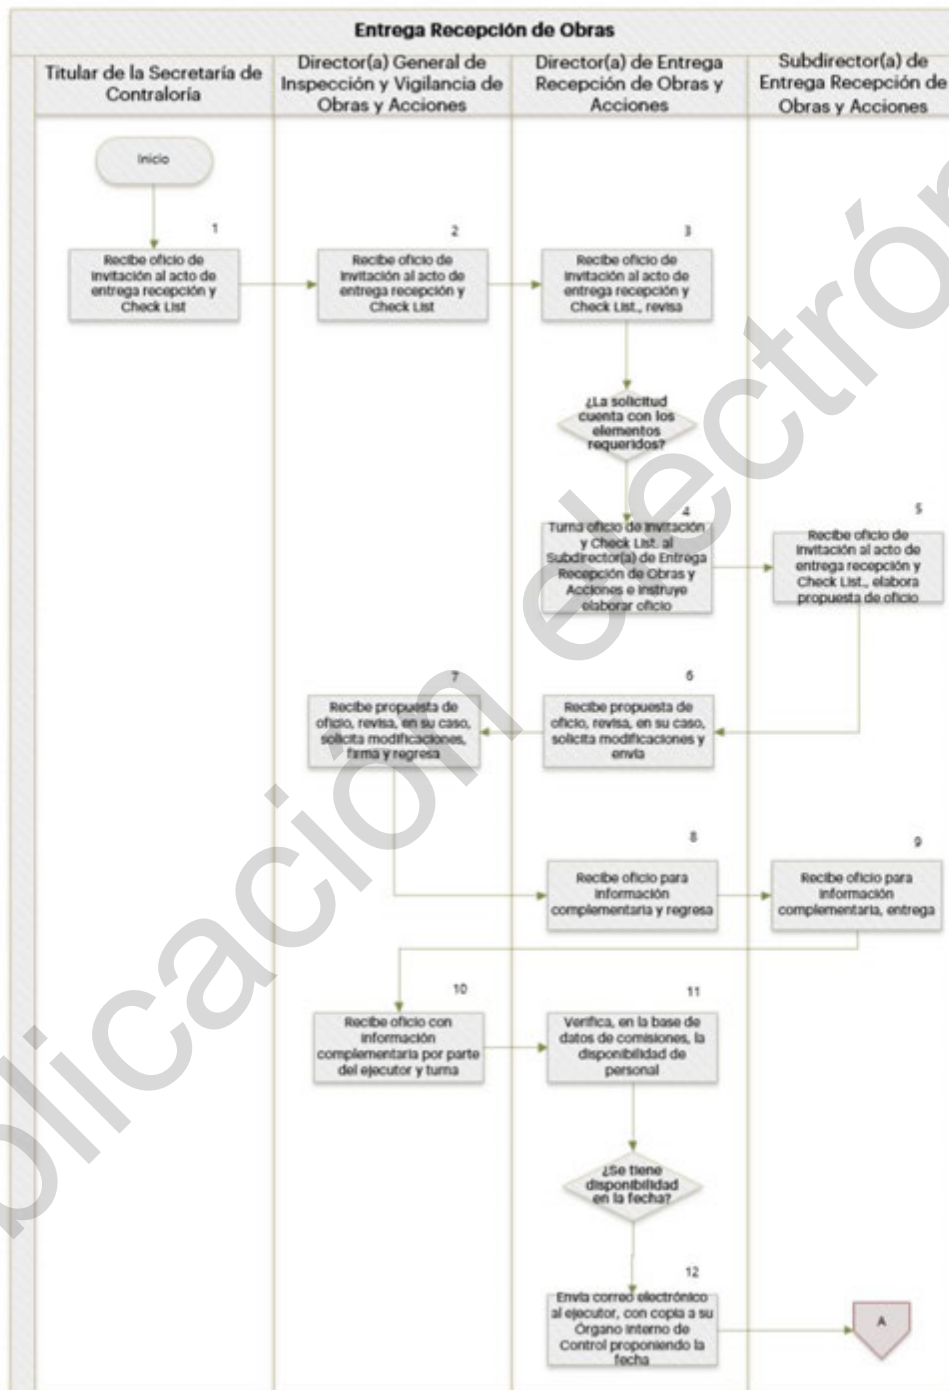 Entrega Recepción de Obras
Titular de la Secretaría de
Contraloría
Director(a) General de
Inspección y Vigilancia de
Obras y Acciones
Director(a) de Entrega
Recepción de Obras y
Acciones
Subdirector(a) de
Entrega Recepción de
Obras y Acciones
Inicio
1
Recibe oficio de
invitación al acto de
entrega recepción y
Check List
2
Recibe oficio de
invitación al acto de
entrega recepción y
Check List
3
Recibe oficio de
invitación al acto de
entrega recepción y
Check List., revisa
¿La solicitud
cuenta con los
elementos
requeridos?
4
Turna oficio de invitación
y Check List. al
Subdirector(a) de Entrega
Recepción de Obras y
Acciones e instruye
elaborar oficio
5
Recibe oficio de
invitación al acto de
entrega recepción y
Check List., elabora
propuesta de oficio
6
Recibe propuesta de
oficio, revisa, en su caso,
solicita modificaciones y
envía
7
Recibe propuesta de
oficio, revisa, en su caso,
solicita modificaciones,
firma y regresa
8
Recibe oficio para
información
complementaria y regresa
9
Recibe oficio para
información
complementaria, entrega
10
Recibe oficio con
información
complementaria por parte
del ejecutor y turna
11
Verifica, en la base de
datos de comisiones, la
disponibilidad de
personal
¿Se tiene
disponibilidad
en la fecha?
12
Envía correo electrónico
al ejecutor, con copia a su
Órgano Interno de
Control proponiendo la
fecha
A
plicación electrón